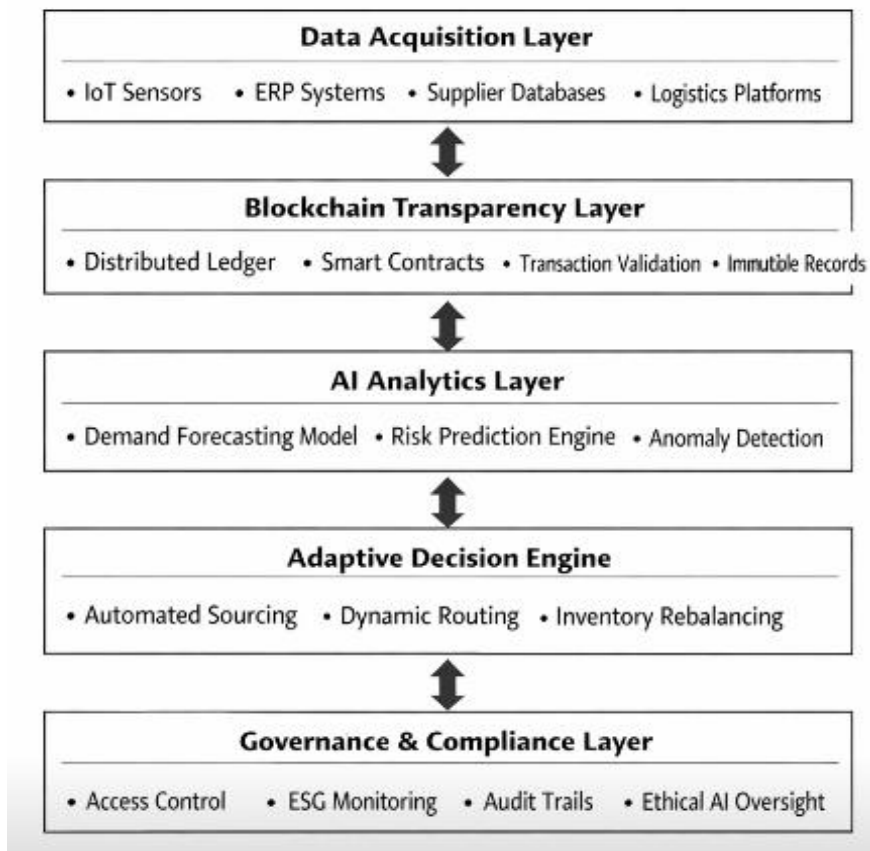 Data Acquisition Layer
• IoT Sensors • ERP Systems • Supplier Databases • Logistics Platforms
Blockchain Transparency Layer
• Distributed Ledger • Smart Contracts • Transaction Validation • Immutible Records
AI Analytics Layer
• Demand Forecasting Model • Risk Prediction Engine • Anomaly Detection
Adaptive Decision Engine
• Automated Sourcing • Dynamic Routing • Inventory Rebalancing
Governance & Compliance Layer
• Access Control • ESG Monitoring • Audit Trails • Ethical AI Oversight